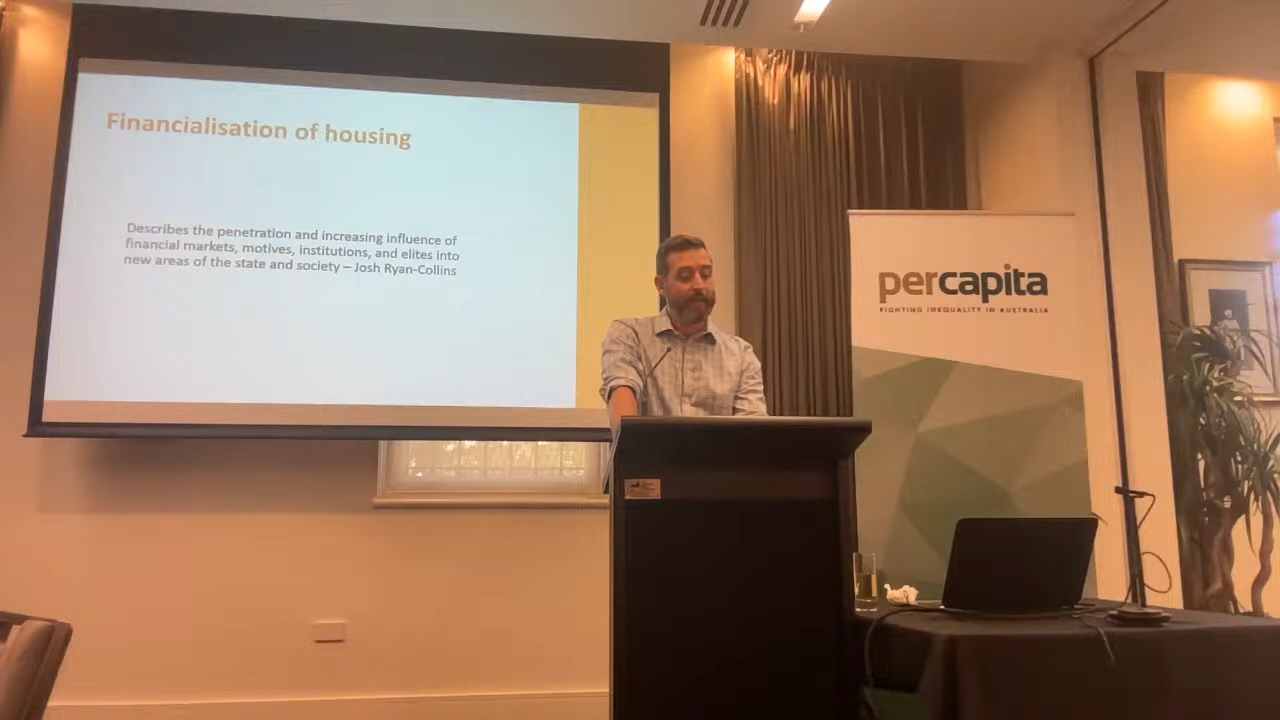 Financialisation of housing
Describes the penetration and increasing influence of
financial markets, motives, institutions, and elites into
new areas of the state and society – Josh Ryan-Collins
percapita
FIGHTING INEQUALITY IN AUSTRALIA